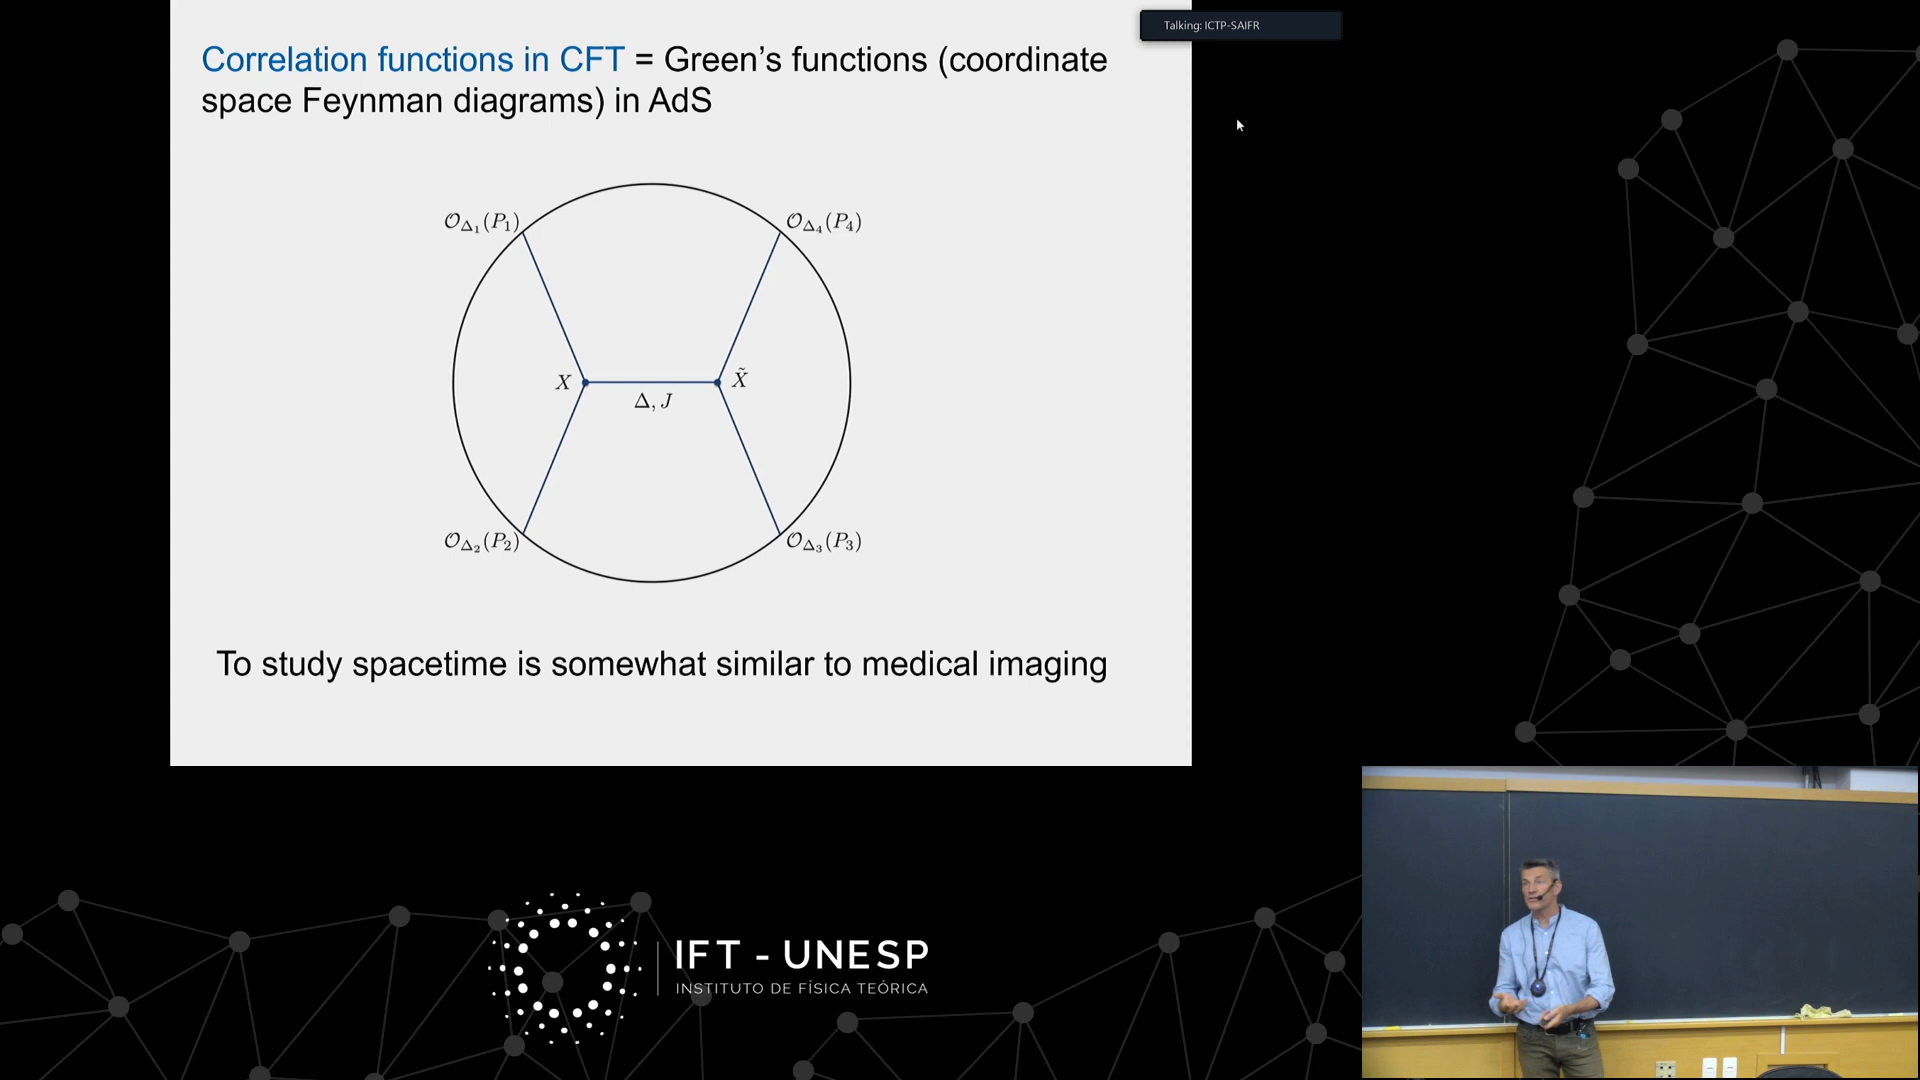 Talking: ICTP-SAIFR
Correlation functions in CFT = Green's functions (coordinate
space Feynman diagrams) in AdS
𝒪Δ₁(P₁)
𝒪Δ₄(P₄)
X
X̃
Δ, J
𝒪Δ₂(P₂)
𝒪Δ₃(P₃)
To study spacetime is somewhat similar to medical imaging
IFT - UNESP
INSTITUTO DE FÍSICA TEÓRICA